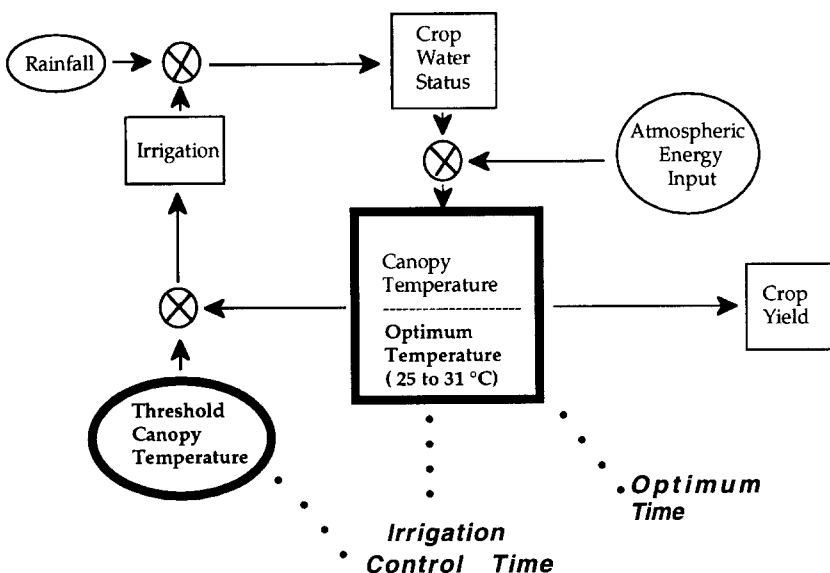 Rainfall
Crop
Water
Status
Irrigation
Atmospheric
Energy
Input
Canopy
Temperature
Optimum
Temperature
( 25 to 31 °C)
Crop
Yield
Threshold
Canopy
Temperature
Optimum
Time
Irrigation
Control Time